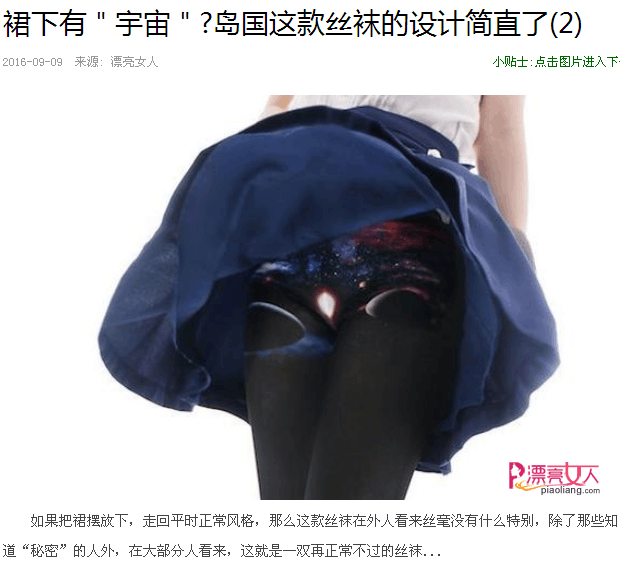 裙下有＂宇宙＂?岛国这款丝袜的设计简直了(2)
2016-09-09 来源: 漂亮女人
小贴士:点击图片进入下
漂亮女人
piaoliang.com
如果把裙摆放下，走回平时正常风格，那么这款丝袜在外人看来丝毫没有什么特别，除了那些知
道“秘密”的人外，在大部分人看来，这就是一双再正常不过的丝袜...